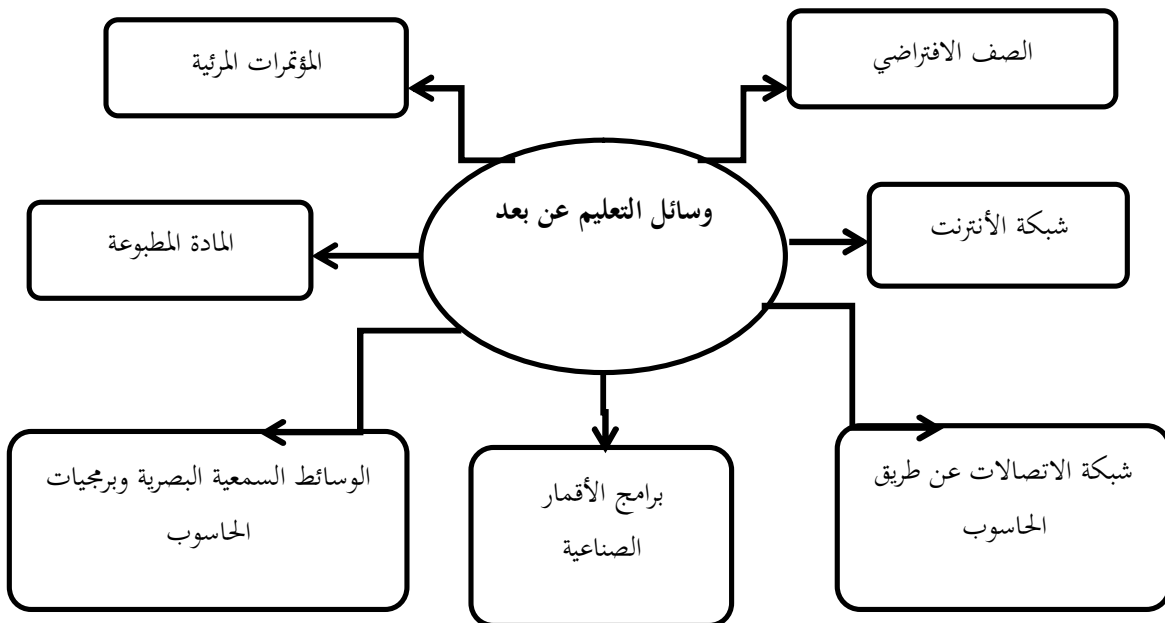 الصف الافتراضي
المؤتمرات المرئية
وسائل التعليم عن بعد
شبكة الأنترنت
المادة المطبوعة
شبكة الاتصالات عن طريق
الحاسوب
برامج الأقمار
الصناعية
الوسائط السمعية البصرية وبرمجيات
الحاسوب